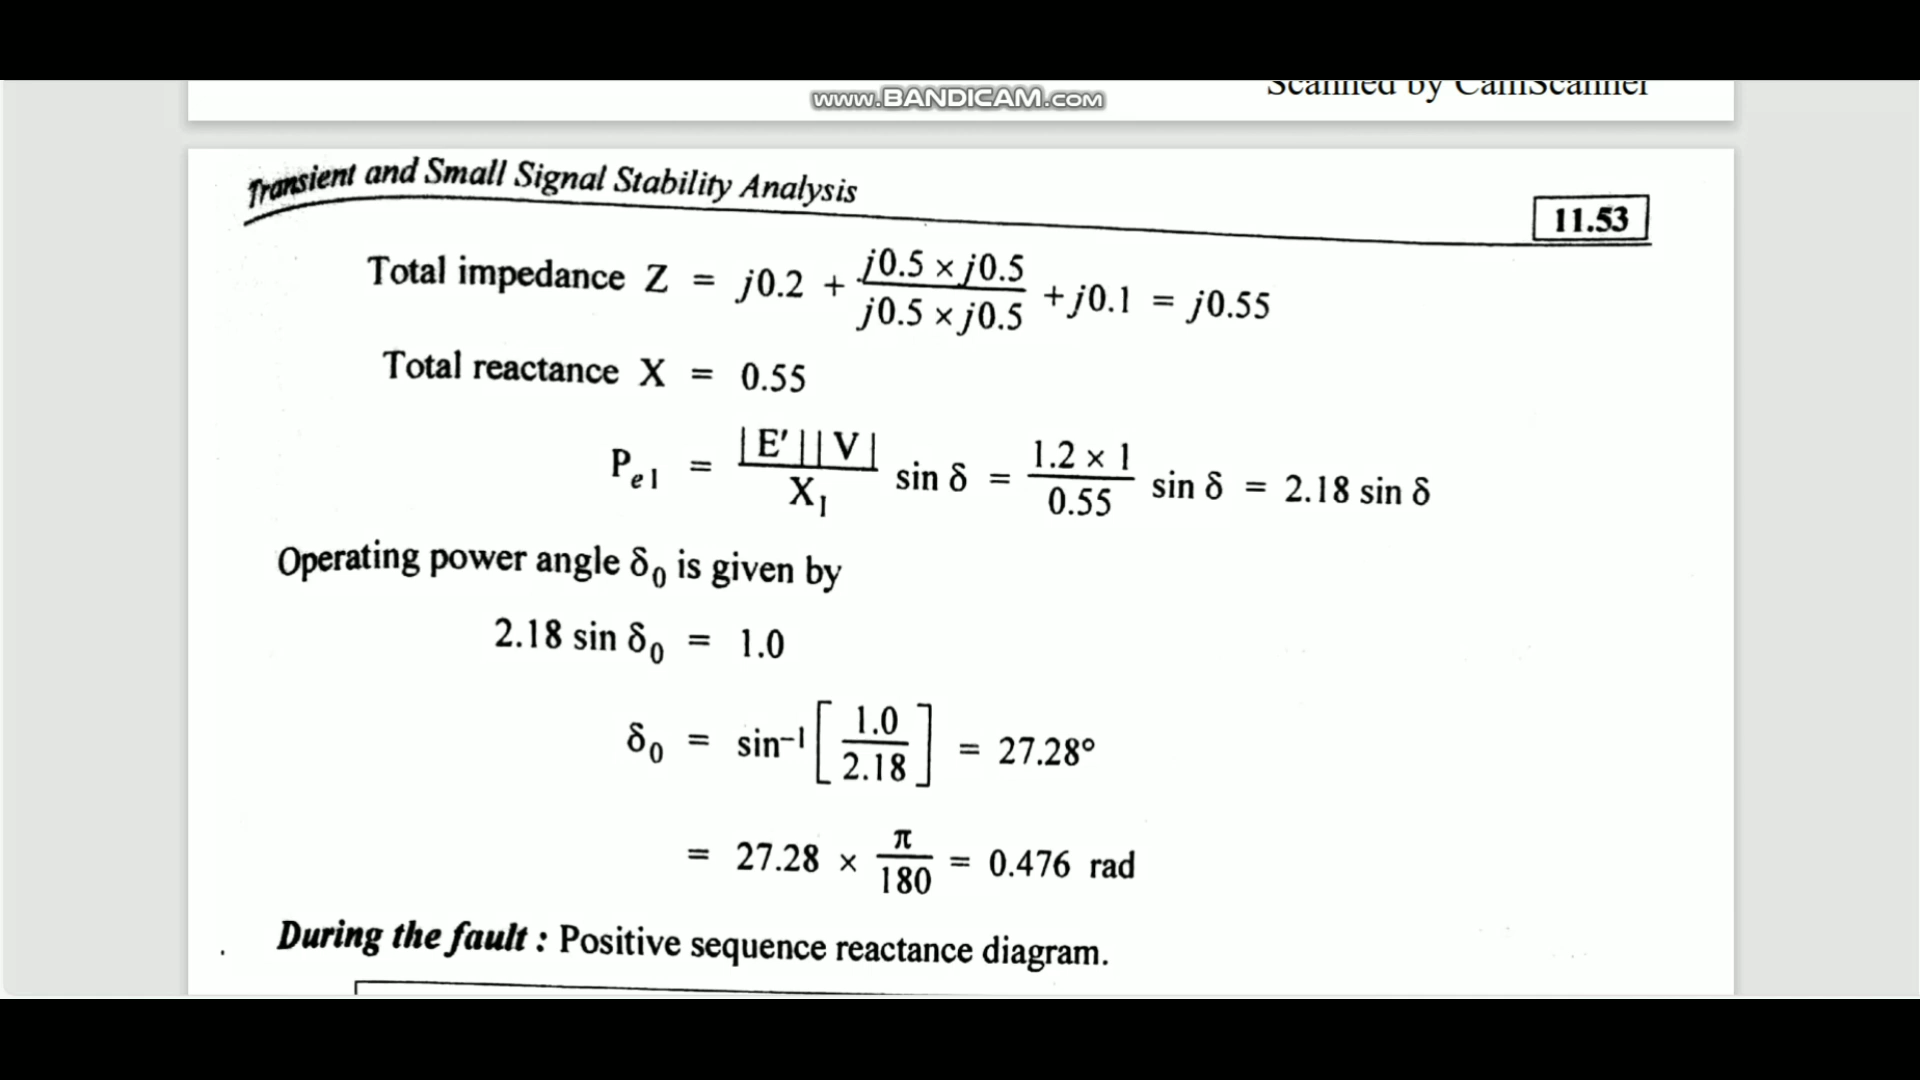 Scanned by CamScanner
www.BANDICAM.com
Transient and Small Signal Stability Analysis
11.53
Total impedance Z = j0.2 + (j0.5 × j0.5)/(j0.5 × j0.5) + j0.1 = j0.55
Total reactance X = 0.55
P_e1 = (|E′||V|)/X_1 sin δ = (1.2 × 1)/0.55 sin δ = 2.18 sin δ
Operating power angle δ_0 is given by
2.18 sin δ_0 = 1.0
δ_0 = sin⁻¹ [1.0/2.18] = 27.28°
= 27.28 × π/180 = 0.476 rad
During the fault : Positive sequence reactance diagram.